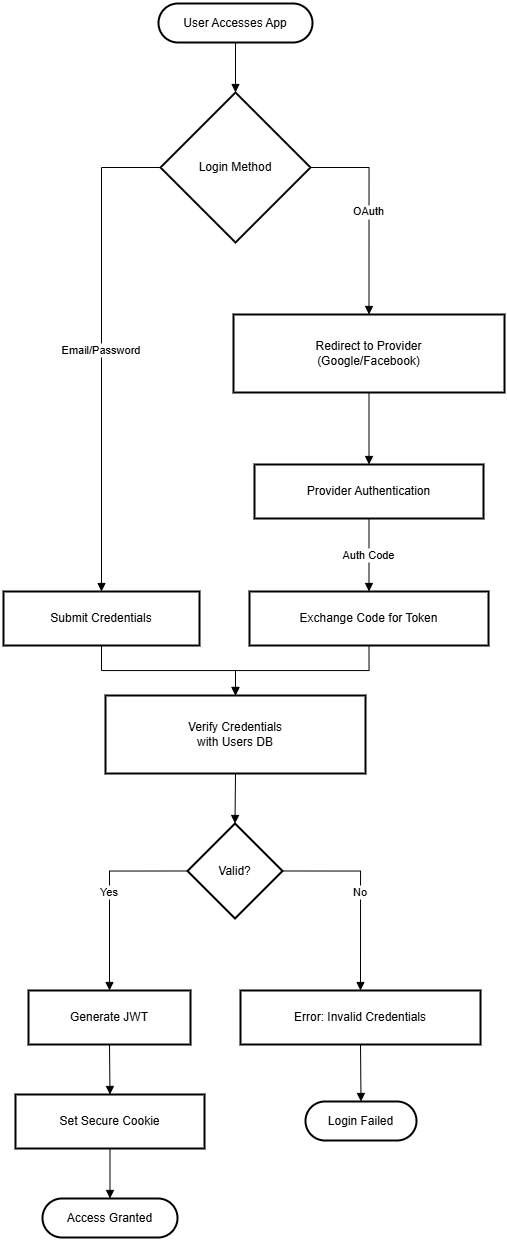 User Accesses App
Login Method
OAuth
Redirect to Provider
(Google/Facebook)
Email/Password
Provider Authentication
Auth Code
Submit Credentials
Exchange Code for Token
Verify Credentials
with Users DB
Valid?
Yes
No
Generate JWT
Error: Invalid Credentials
Set Secure Cookie
Login Failed
Access Granted